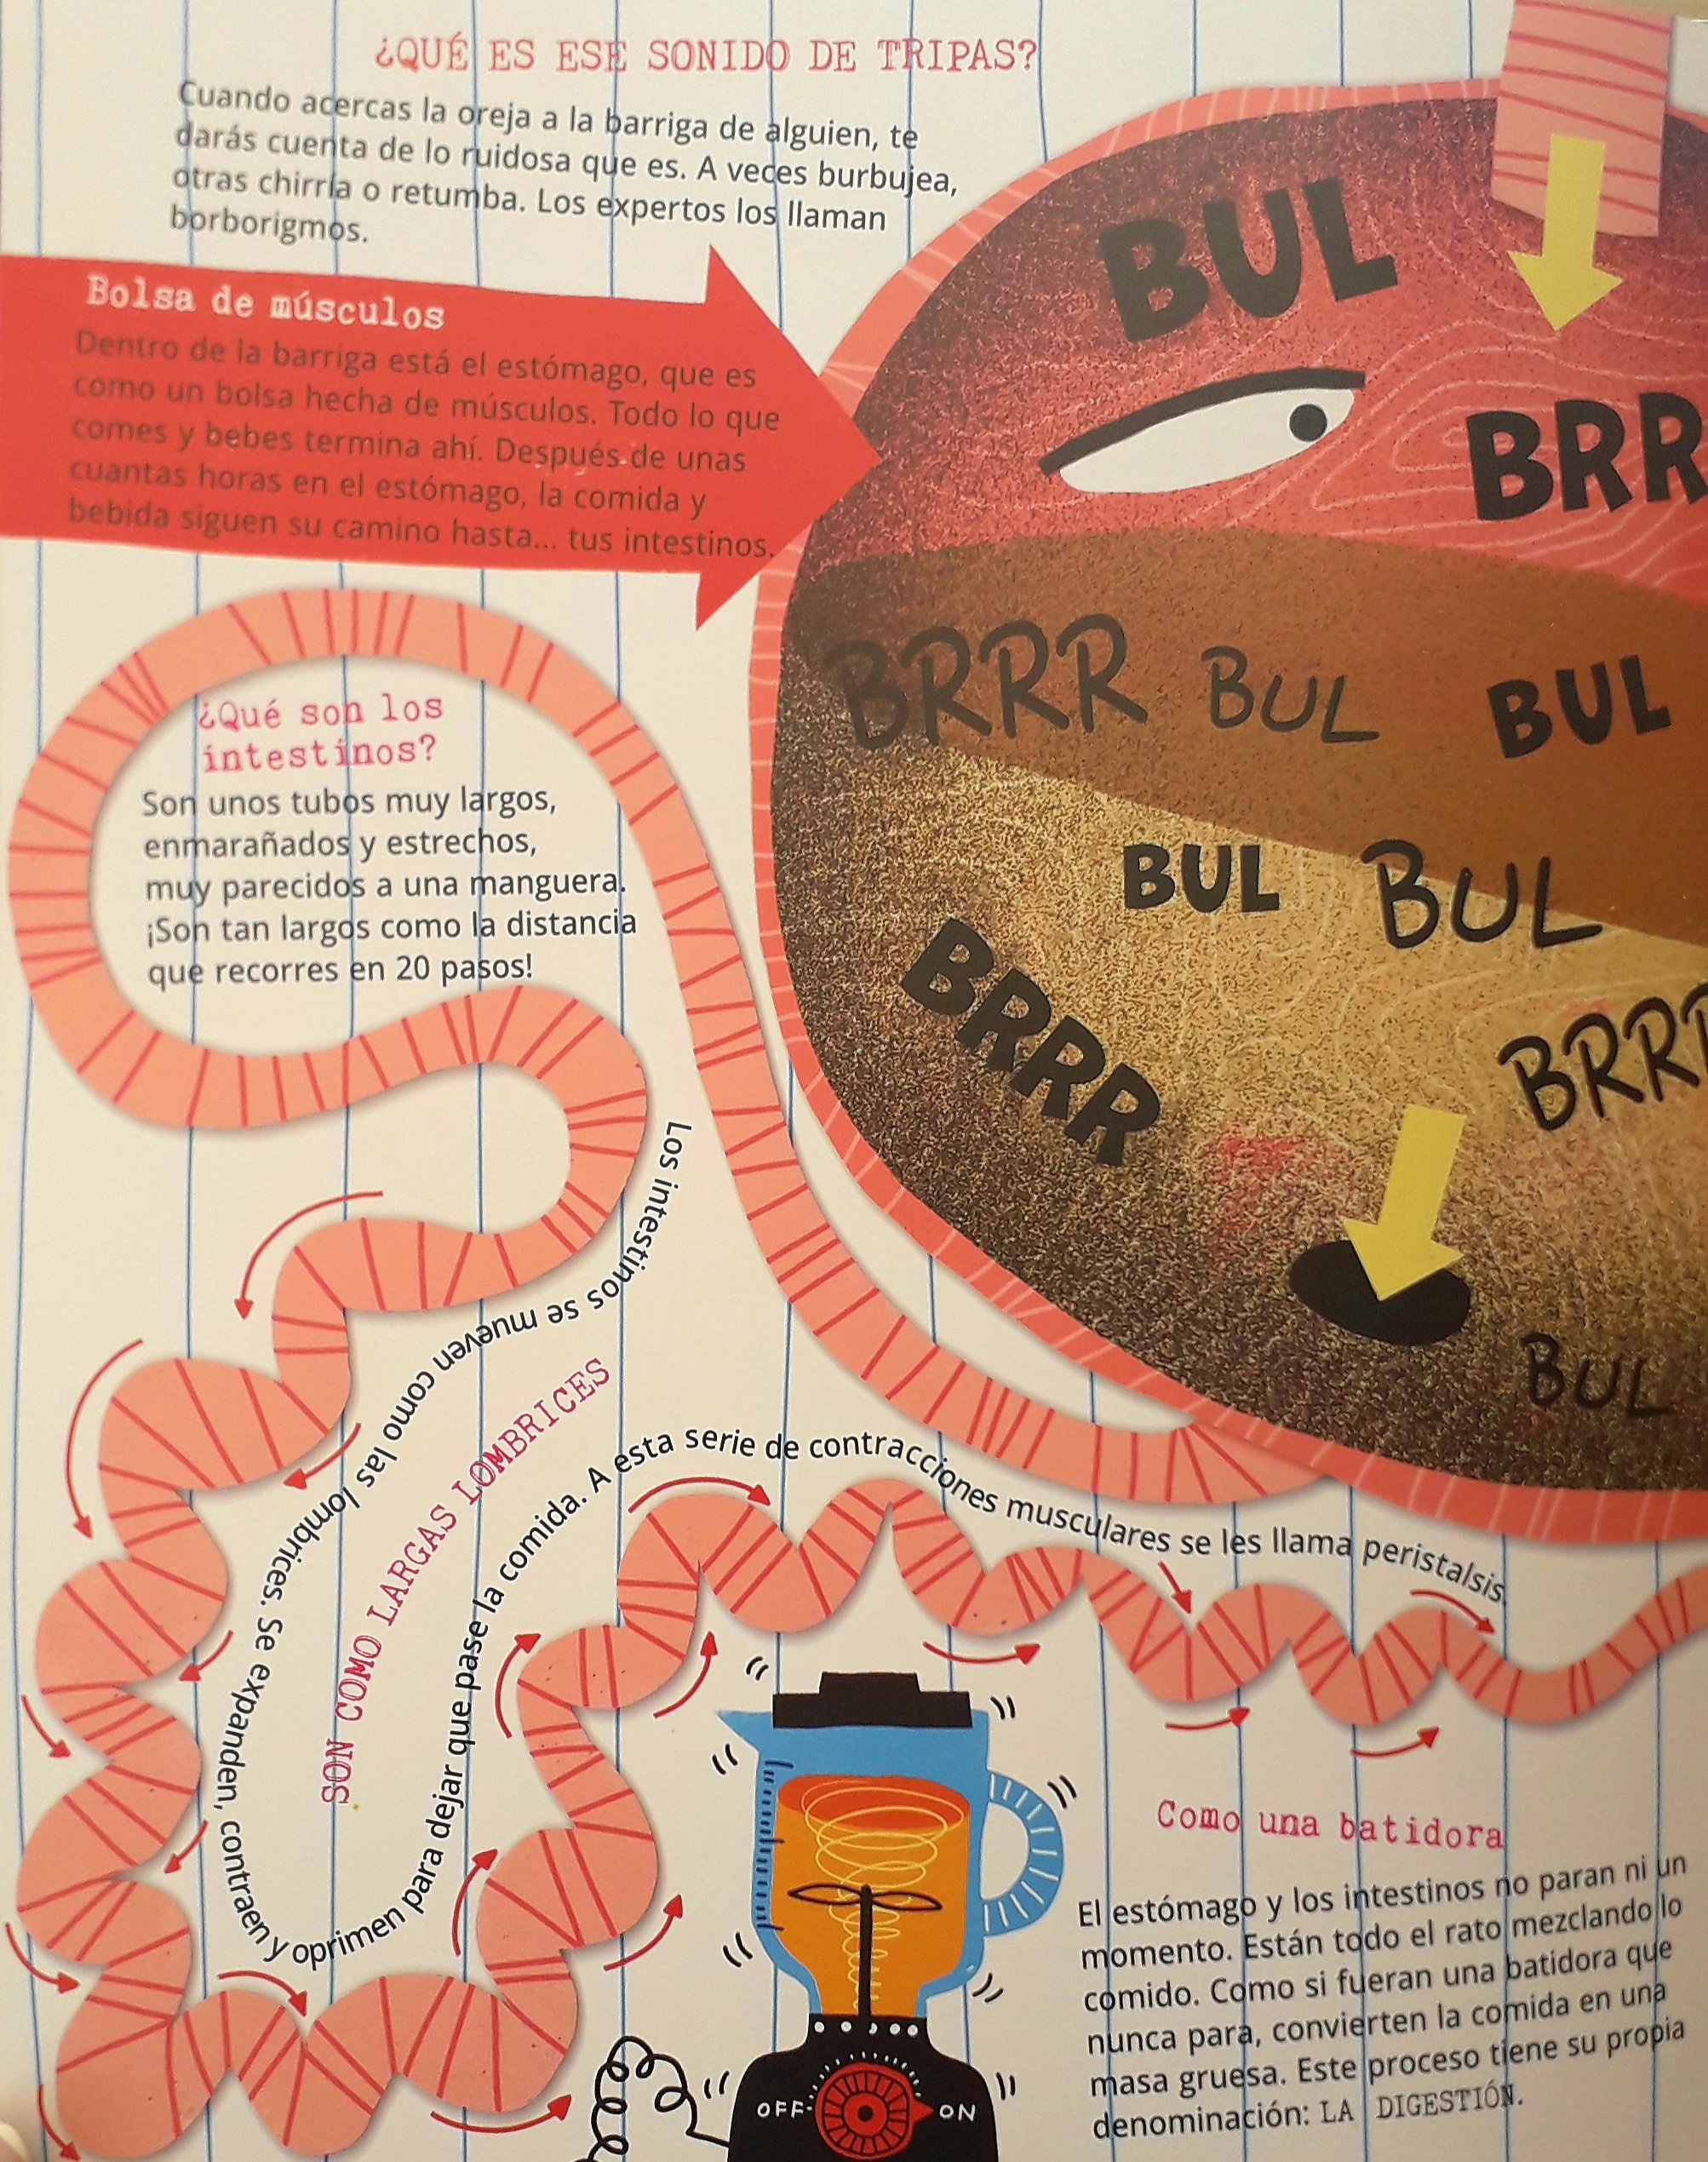 ¿QUÉ ES ESE SONIDO DE TRIPAS?
Cuando acercas la oreja a la barriga de alguien, te
darás cuenta de lo ruidosa que es. A veces burbujea,
otras chirría o retumba. Los expertos los llaman
borborigmos.
Bolsa de músculos
Dentro de la barriga está el estómago, que es
como un bolsa hecha de músculos. Todo lo que
comes y bebes termina ahí. Después de unas
cuantas horas en el estómago, la comida y
bebida siguen su camino hasta... tus intestinos.
BUL
BRR
BRRR BUL BUL
BUL BUL
BRRR
BRRR
BUL
¿Qué son los
intestinos?
Son unos tubos muy largos,
enmarañados y estrechos,
muy parecidos a una manguera.
¡Son tan largos como la distancia
que recorres en 20 pasos!
SON COMO LARGAS LOMBRICES
Los intestinos se mueven como las lombrices. Se expanden, contraen y oprimen para dejar que pase la comida. A esta serie de contracciones musculares se les llama peristalsis.
Como una batidora
El estómago y los intestinos no paran ni un
momento. Están todo el rato mezclando lo
comido. Como si fueran una batidora que
nunca para, convierten la comida en una
masa gruesa. Este proceso tiene su propia
denominación: LA DIGESTIÓN.
OFF ON